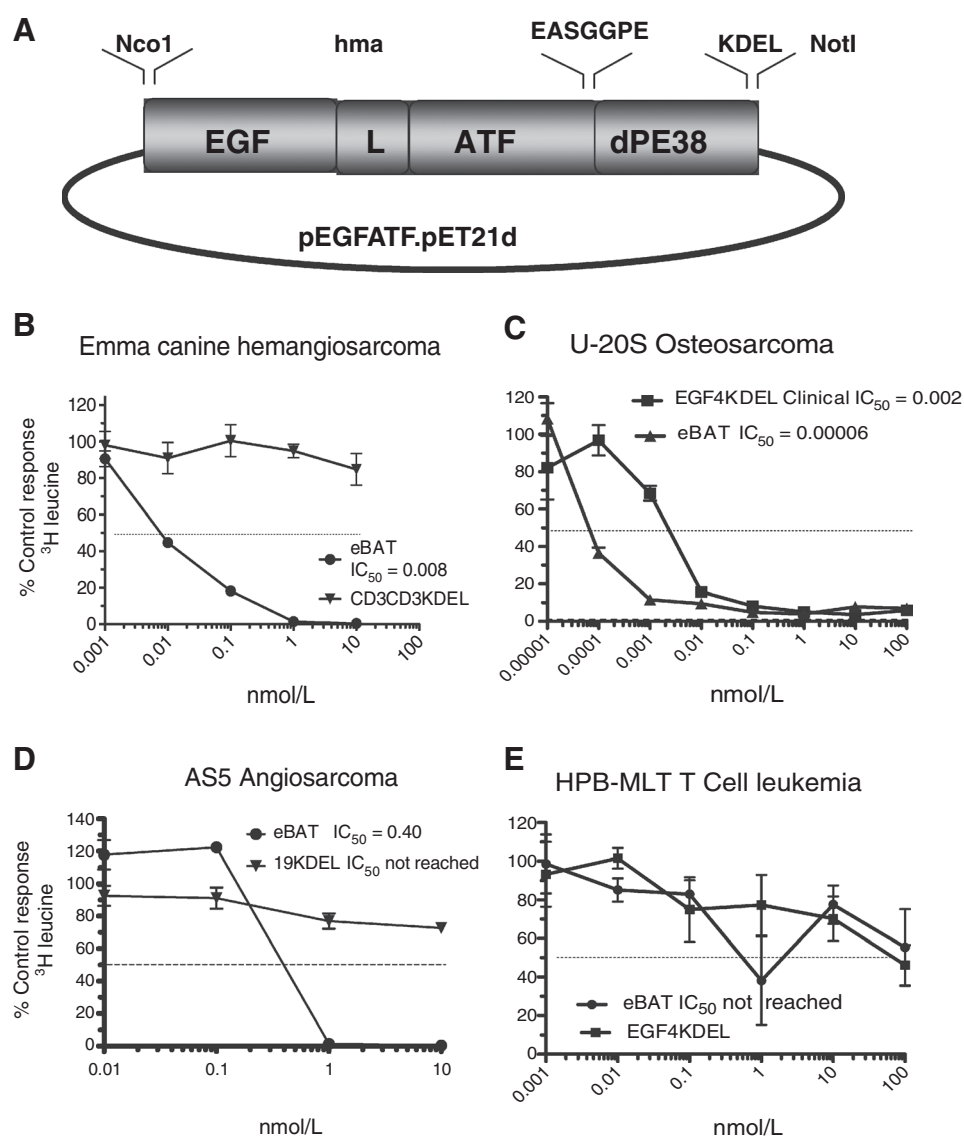 A
Nco1
hma
EASGGPE
KDEL
NotI
EGF
L
ATF
dPE38
pEGFATF.pET21d
B
Emma canine hemangiosarcoma
% Control response
³H leucine
120
100
80
60
40
20
0
eBAT
IC₅₀ = 0.008
CD3CD3KDEL
0.001
0.01
0.1
1
10
100
nmol/L
C
U-20S Osteosarcoma
120
100
80
60
40
20
0
EGF4KDEL Clinical IC₅₀ = 0.002
eBAT IC₅₀ = 0.00006
0.00001
0.0001
0.001
0.01
0.1
1
10
100
nmol/L
D
AS5 Angiosarcoma
% Control response
³H leucine
140
120
100
80
60
40
20
0
eBAT IC₅₀ = 0.40
19KDEL IC₅₀ not reached
0.01
0.1
1
10
nmol/L
E
HPB-MLT T Cell leukemia
120
100
80
60
40
20
0
eBAT IC₅₀ not reached
EGF4KDEL
0.001
0.01
0.1
1
10
100
nmol/L